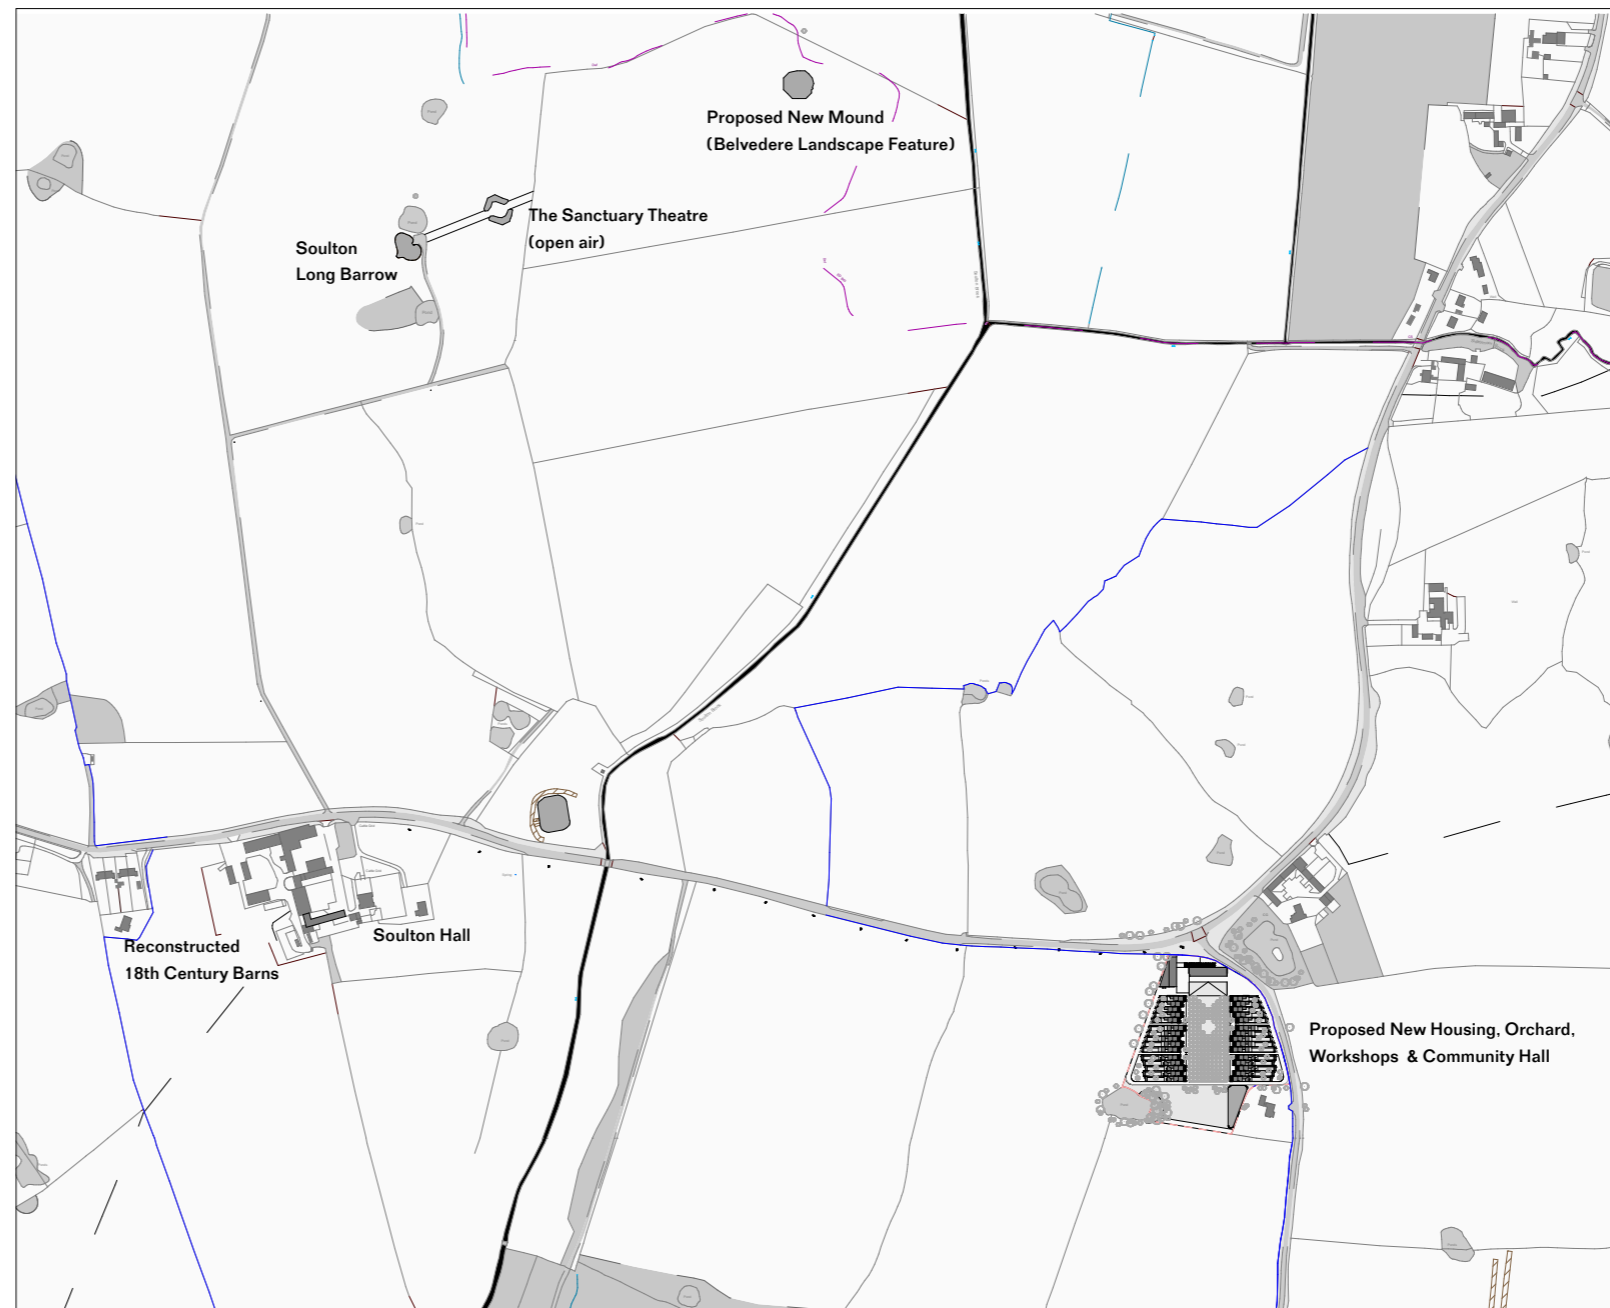 Proposed New Mound
(Belvedere Landscape Feature)
The Sanctuary Theatre
(open air)
Soulton
Long Barrow
Soulton Hall
Reconstructed
18th Century Barns
Proposed New Housing, Orchard,
Workshops & Community Hall